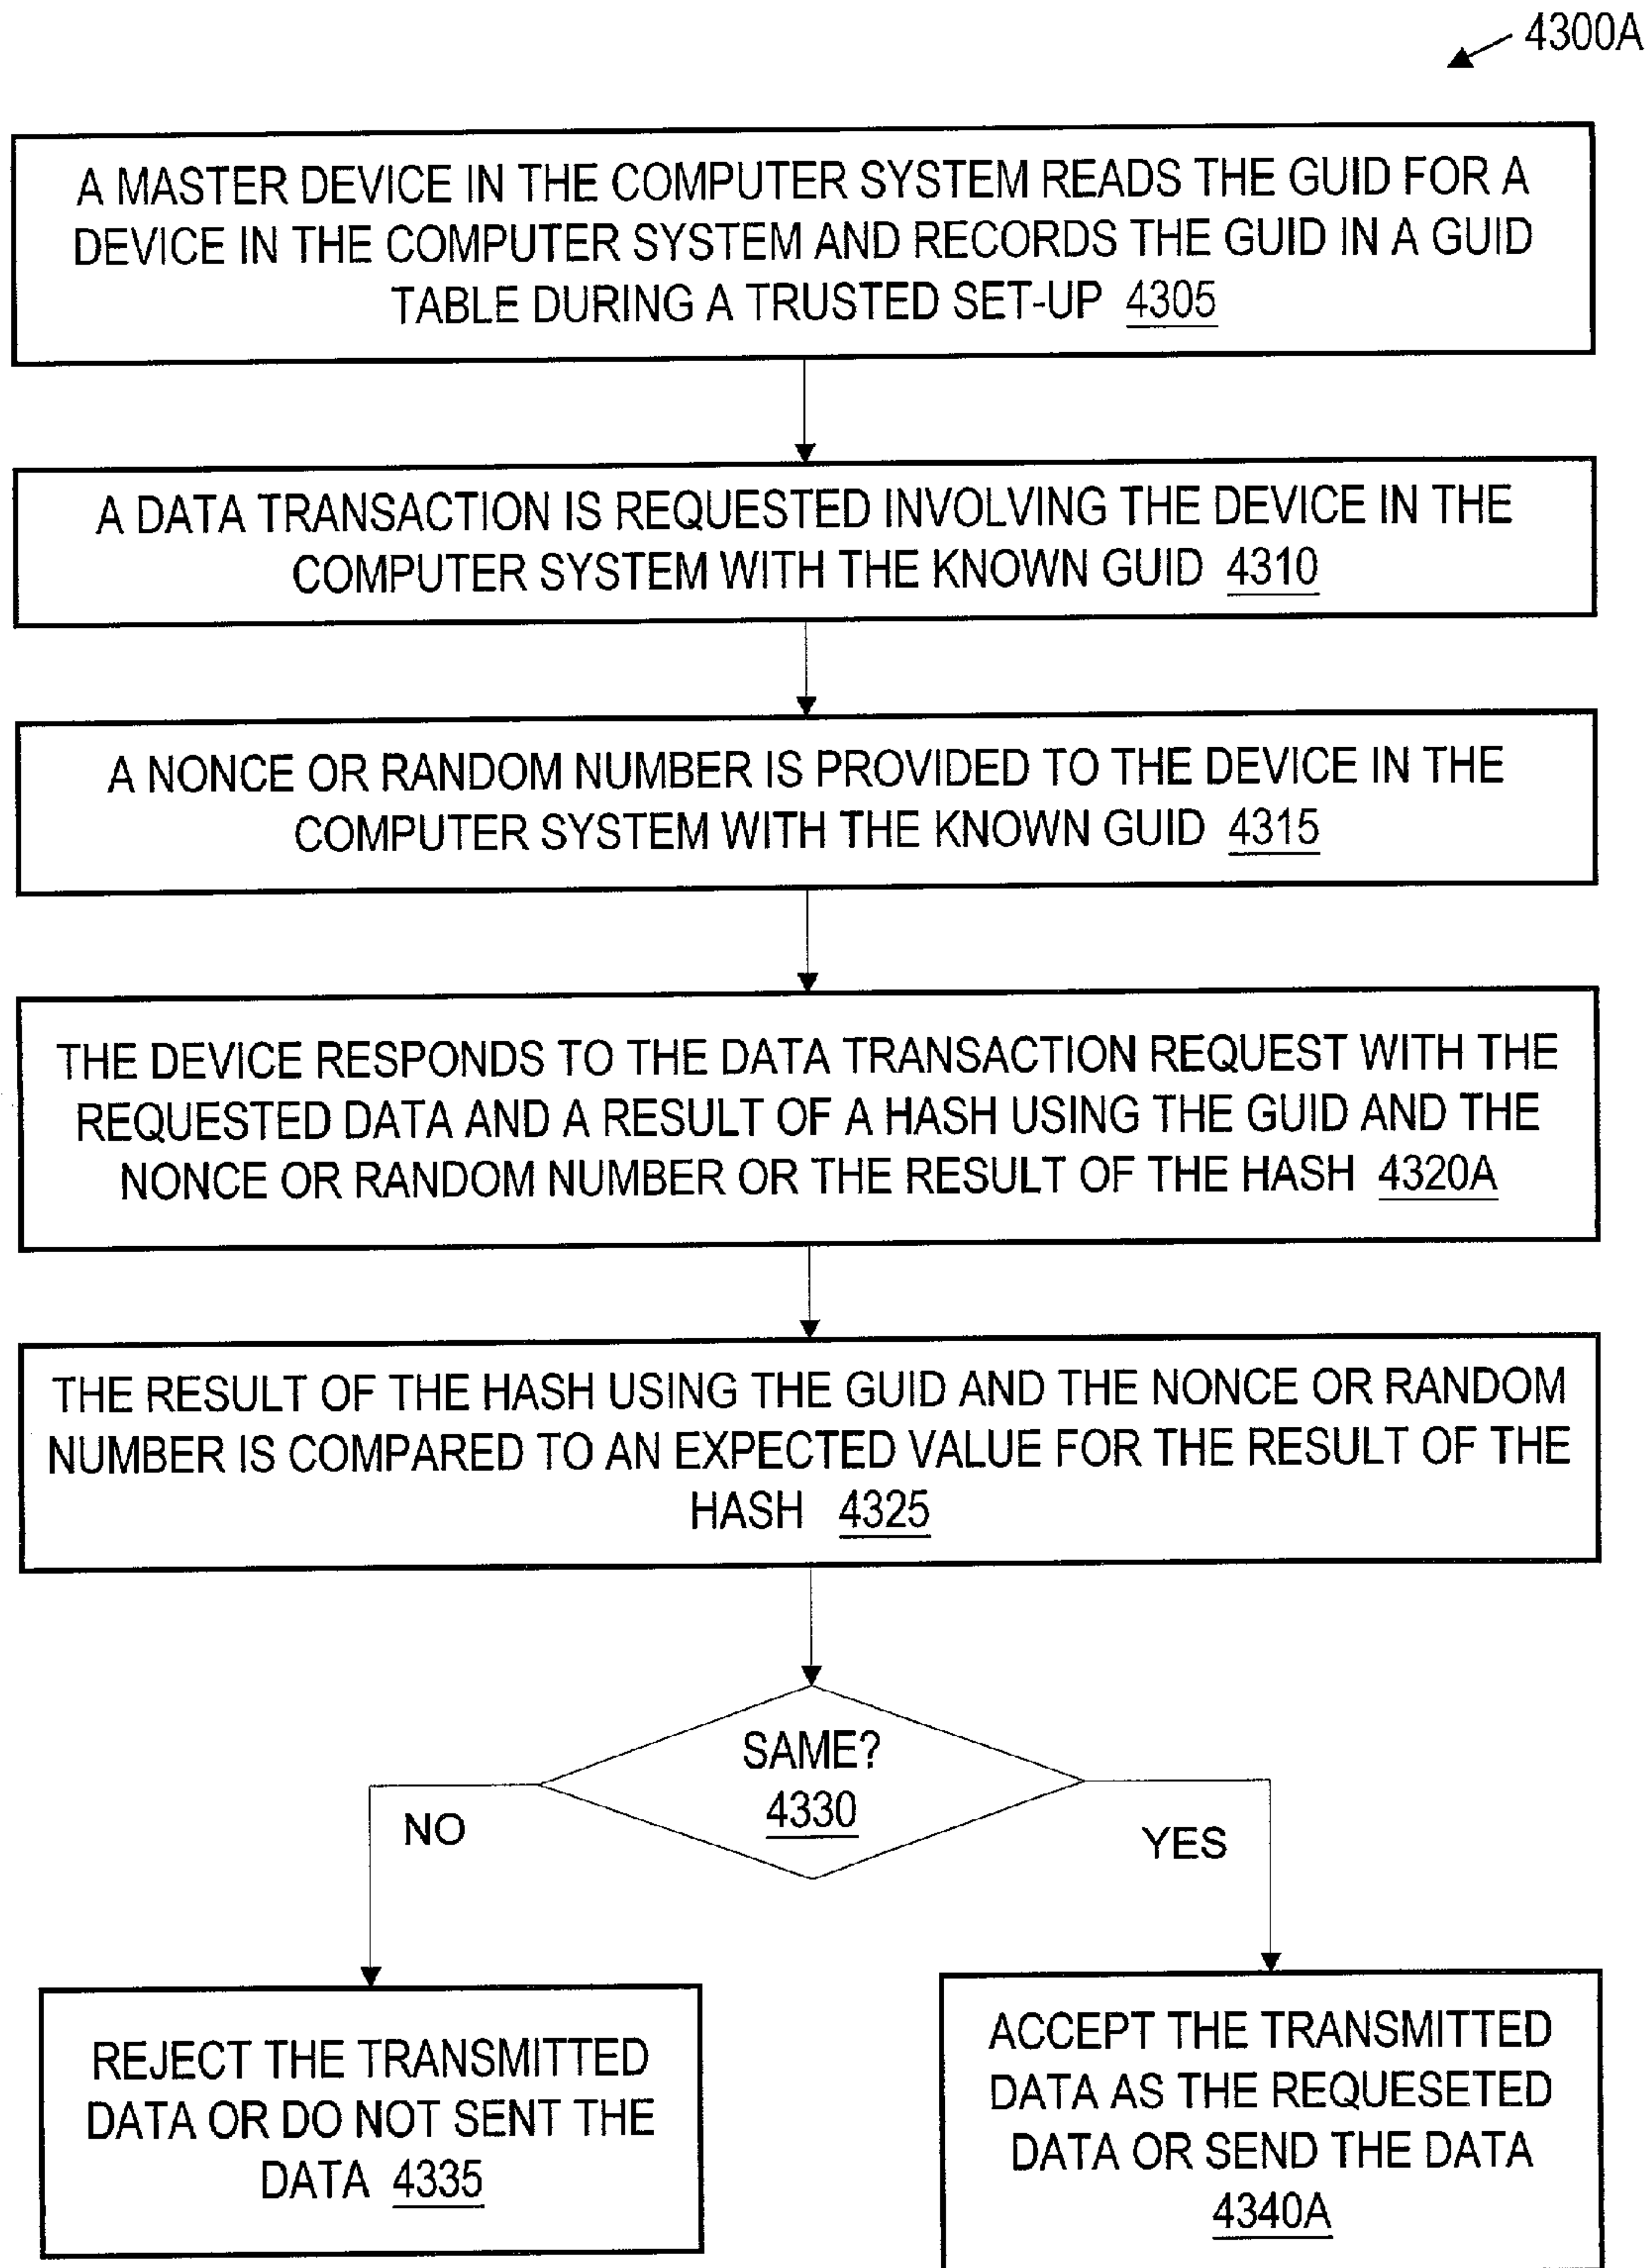 4300A
A MASTER DEVICE IN THE COMPUTER SYSTEM READS THE GUID FOR A
DEVICE IN THE COMPUTER SYSTEM AND RECORDS THE GUID IN A GUID
TABLE DURING A TRUSTED SET-UP 4305
A DATA TRANSACTION IS REQUESTED INVOLVING THE DEVICE IN THE
COMPUTER SYSTEM WITH THE KNOWN GUID 4310
A NONCE OR RANDOM NUMBER IS PROVIDED TO THE DEVICE IN THE
COMPUTER SYSTEM WITH THE KNOWN GUID 4315
THE DEVICE RESPONDS TO THE DATA TRANSACTION REQUEST WITH THE
REQUESTED DATA AND A RESULT OF A HASH USING THE GUID AND THE
NONCE OR RANDOM NUMBER OR THE RESULT OF THE HASH 4320A
THE RESULT OF THE HASH USING THE GUID AND THE NONCE OR RANDOM
NUMBER IS COMPARED TO AN EXPECTED VALUE FOR THE RESULT OF THE
HASH 4325
SAME?
4330
NO
YES
REJECT THE TRANSMITTED
DATA OR DO NOT SENT THE
DATA 4335
ACCEPT THE TRANSMITTED
DATA AS THE REQUESETED
DATA OR SEND THE DATA
4340A